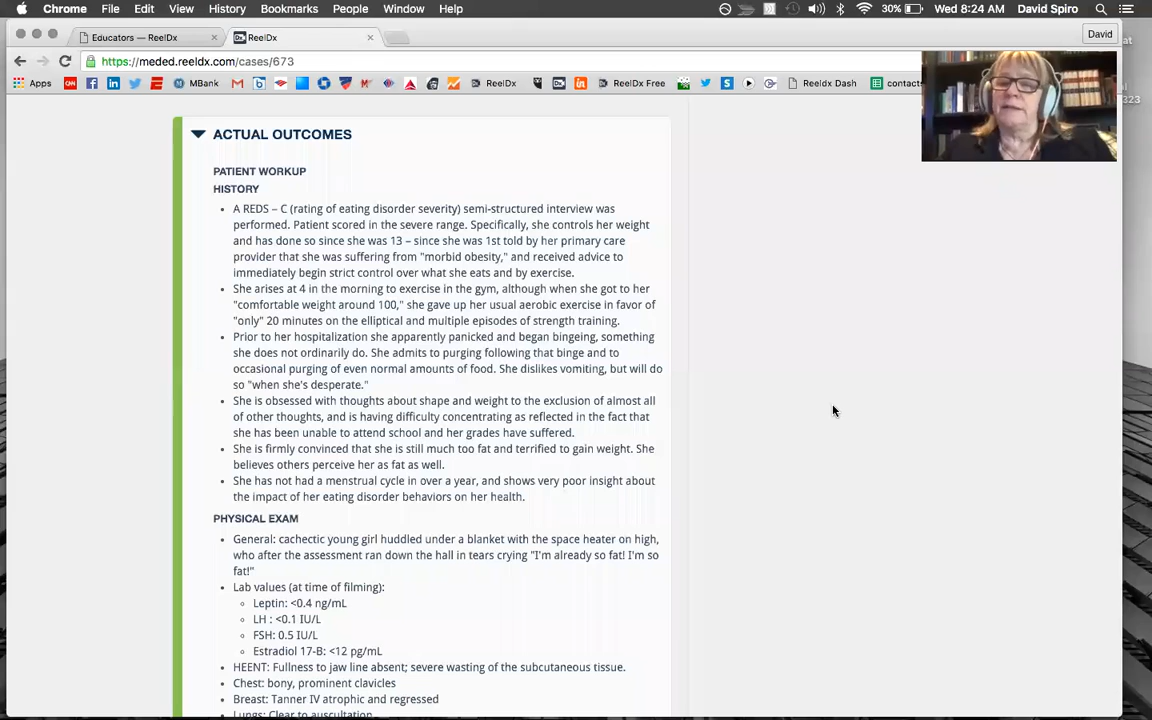 Chrome File Edit View History Bookmarks People Window Help 30% Wed 8:24 AM David Spiro
Educators — ReelDx × ReelDx × David
https://meded.reeldx.com/cases/673
Apps MBank ReelDx ReelDx Free Reeldx Dash contacts
323
ACTUAL OUTCOMES
PATIENT WORKUP
HISTORY
• A REDS – C (rating of eating disorder severity) semi-structured interview was
performed. Patient scored in the severe range. Specifically, she controls her weight
and has done so since she was 13 – since she was 1st told by her primary care
provider that she was suffering from "morbid obesity," and received advice to
immediately begin strict control over what she eats and by exercise.
• She arises at 4 in the morning to exercise in the gym, although when she got to her
"comfortable weight around 100," she gave up her usual aerobic exercise in favor of
"only" 20 minutes on the elliptical and multiple episodes of strength training.
• Prior to her hospitalization she apparently panicked and began bingeing, something
she does not ordinarily do. She admits to purging following that binge and to
occasional purging of even normal amounts of food. She dislikes vomiting, but will do
so "when she's desperate."
• She is obsessed with thoughts about shape and weight to the exclusion of almost all
of other thoughts, and is having difficulty concentrating as reflected in the fact that
she has been unable to attend school and her grades have suffered.
• She is firmly convinced that she is still much too fat and terrified to gain weight. She
believes others perceive her as fat as well.
• She has not had a menstrual cycle in over a year, and shows very poor insight about
the impact of her eating disorder behaviors on her health.
PHYSICAL EXAM
• General: cachectic young girl huddled under a blanket with the space heater on high,
who after the assessment ran down the hall in tears crying "I'm already so fat! I'm so
fat!"
• Lab values (at time of filming):
◦ Leptin: <0.4 ng/mL
◦ LH : <0.1 IU/L
◦ FSH: 0.5 IU/L
◦ Estradiol 17-B: <12 pg/mL
• HEENT: Fullness to jaw line absent; severe wasting of the subcutaneous tissue.
• Chest: bony, prominent clavicles
• Breast: Tanner IV atrophic and regressed
• Lungs: Clear to auscultation